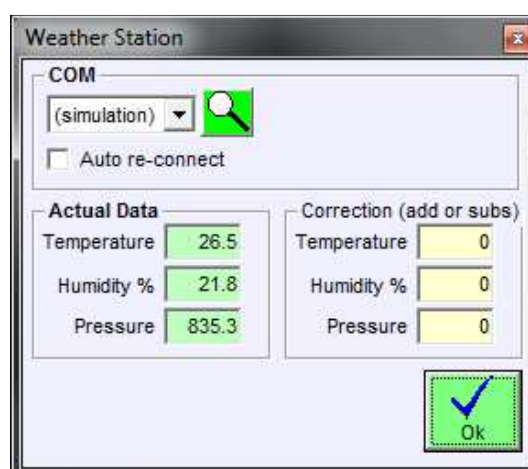 Weather Station
COM
(simulation)
Auto re-connect
Actual Data
Temperature 26.5
Humidity % 21.8
Pressure 835.3
Correction (add or subs)
Temperature 0
Humidity % 0
Pressure 0
Ok